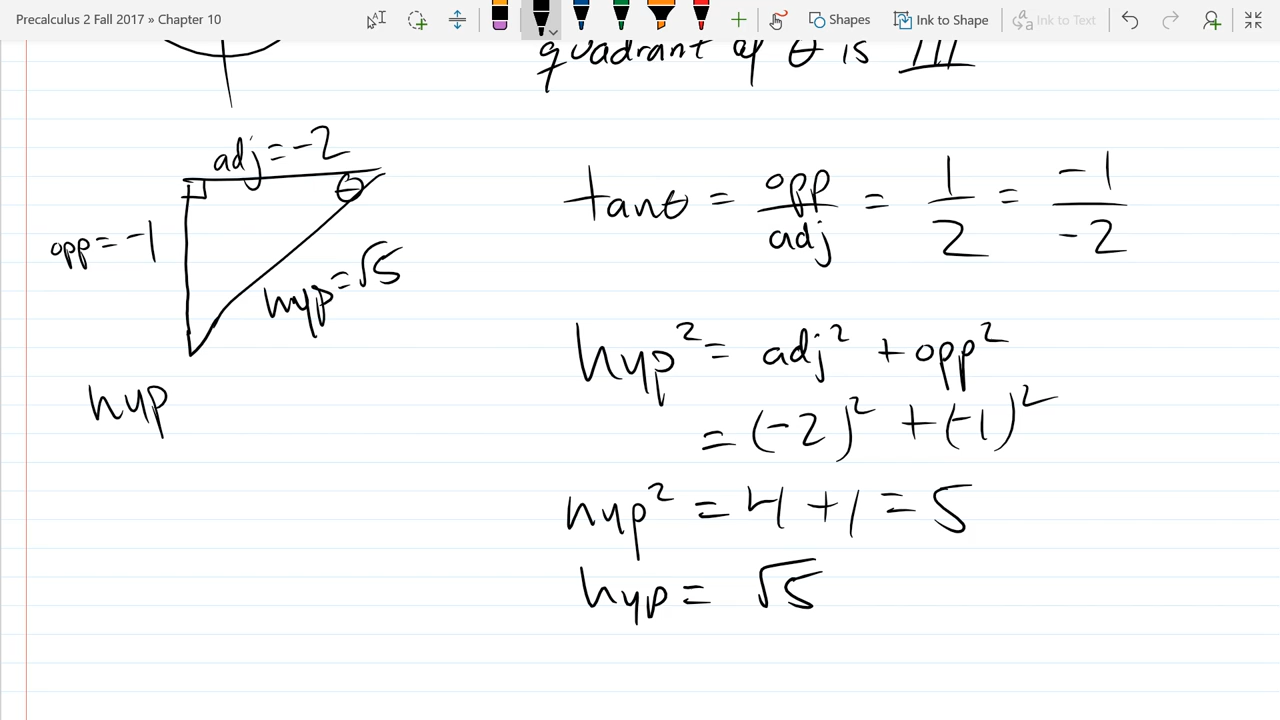 Precalculus 2 Fall 2017 » Chapter 10
Shapes
Ink to Shape
Ink to Text
quadrant of θ is III
adj = -2
θ
opp = -1
hyp = √5
hyp
tanθ = opp/adj = 1/2 = -1/-2
hyp² = adj² + opp²
= (-2)² + (-1)²
hyp² = 4 + 1 = 5
hyp = √5